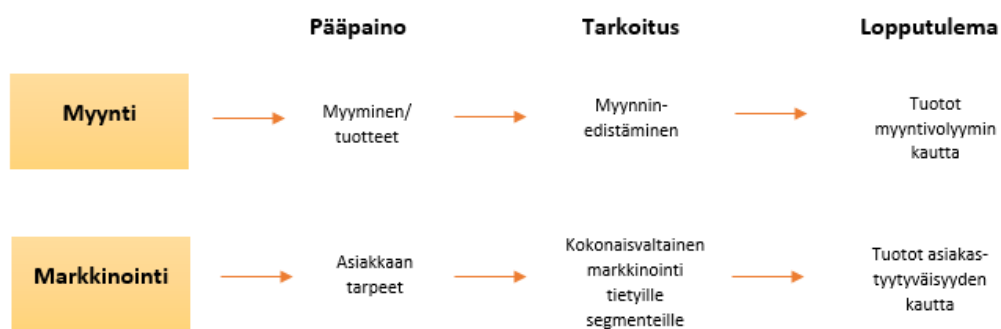 Pääpaino
Tarkoitus
Lopputulema
Myynti
Myyminen/
tuotteet
Myynnin-
edistäminen
Tuotot
myyntivolyymin
kautta
Markkinointi
Asiakkaan
tarpeet
Kokonaisvaltainen
markkinointi
tietyille
segmenteille
Tuotot asiakas-
tyytyväisyyden
kautta